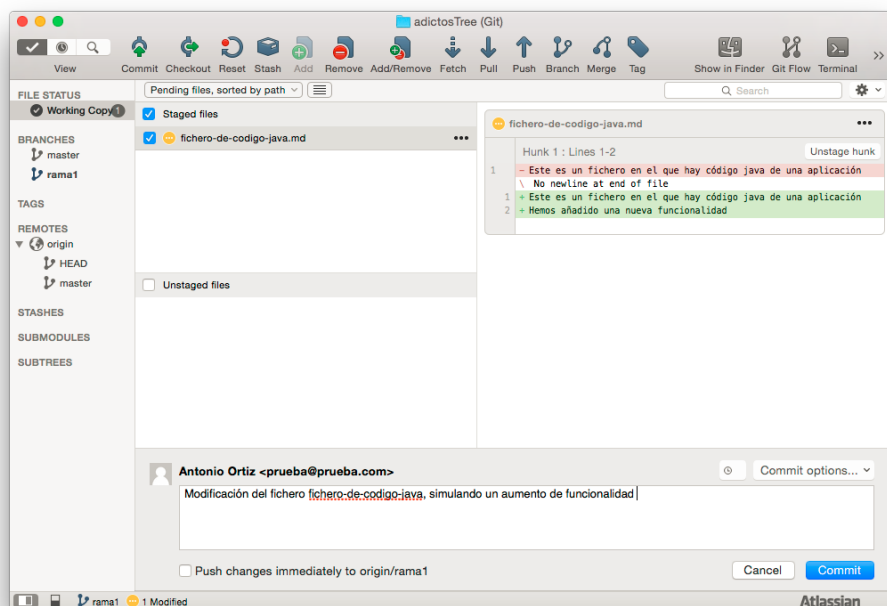 adictosTree (Git)
View Commit Checkout Reset Stash Add Remove Add/Remove Fetch Pull Push Branch Merge Tag Show in Finder Git Flow Terminal
Pending files, sorted by path
Search
FILE STATUS
Working Copy 1
BRANCHES
master
rama1
TAGS
REMOTES
origin
HEAD
master
STASHES
SUBMODULES
SUBTREES
Staged files
fichero-de-codigo-java.md
Unstaged files
fichero-de-codigo-java.md
Hunk 1 : Lines 1-2 Unstage hunk
1 - Este es un fichero en el que hay código java de una aplicación
\ No newline at end of file
1 + Este es un fichero en el que hay código java de una aplicación
2 + Hemos añadido una nueva funcionalidad
Antonio Ortiz <prueba@prueba.com>
Commit options...
Modificación del fichero fichero-de-codigo-java, simulando un aumento de funcionalidad
Push changes immediately to origin/rama1
Cancel Commit
rama1 1 Modified Atlassian